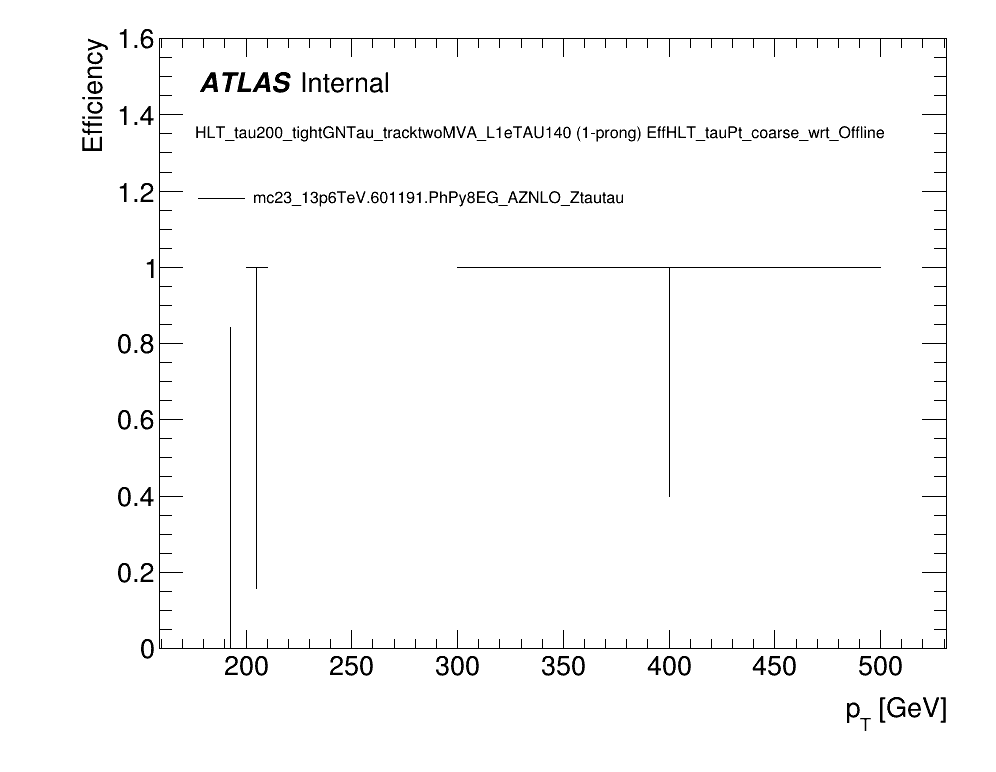 Efficiency
1.6
1.4
1.2
1
0.8
0.6
0.4
0.2
0
ATLAS Internal
HLT_tau200_tightGNTau_tracktwoMVA_L1eTAU140 (1-prong) EffHLT_tauPt_coarse_wrt_Offline
mc23_13p6TeV.601191.PhPy8EG_AZNLO_Ztautau
200 250 300 350 400 450 500
p_T [GeV]